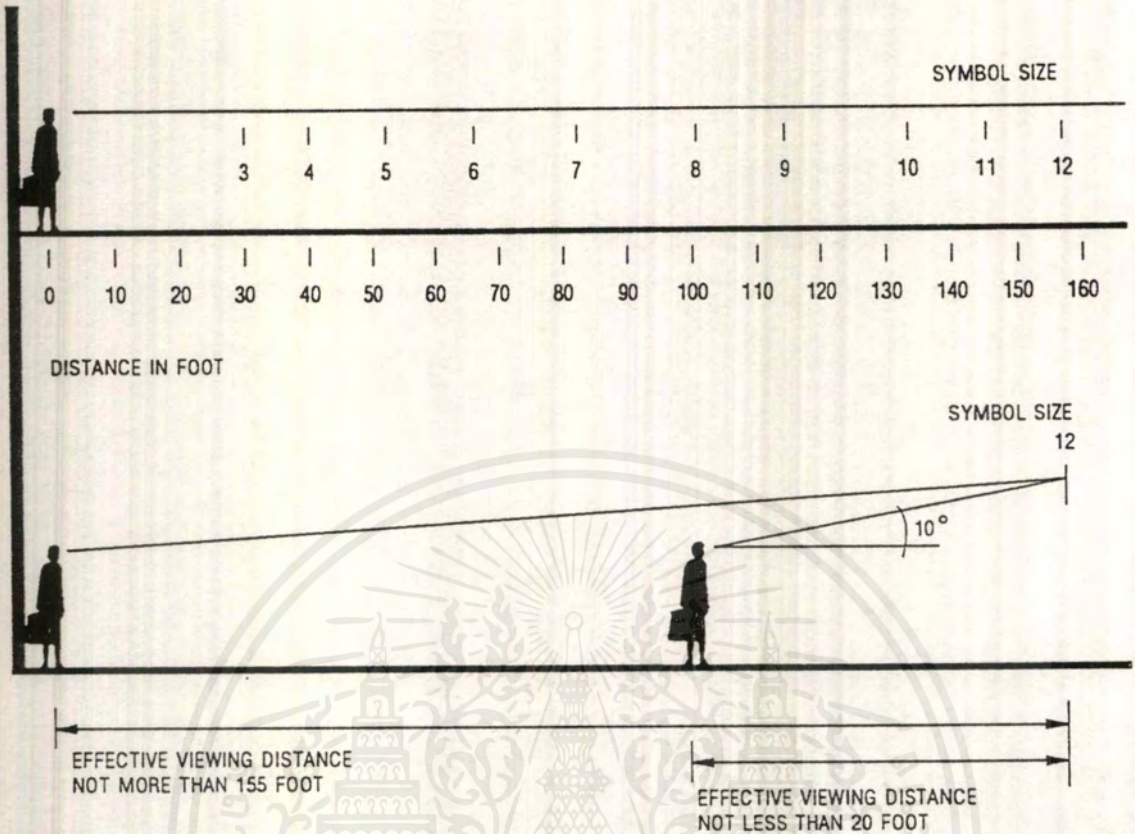 SYMBOL SIZE
3 4 5 6 7 8 9 10 11 12
0 10 20 30 40 50 60 70 80 90 100 110 120 130 140 150 160
DISTANCE IN FOOT
SYMBOL SIZE
12
10°
EFFECTIVE VIEWING DISTANCE
NOT MORE THAN 155 FOOT
EFFECTIVE VIEWING DISTANCE
NOT LESS THAN 20 FOOT